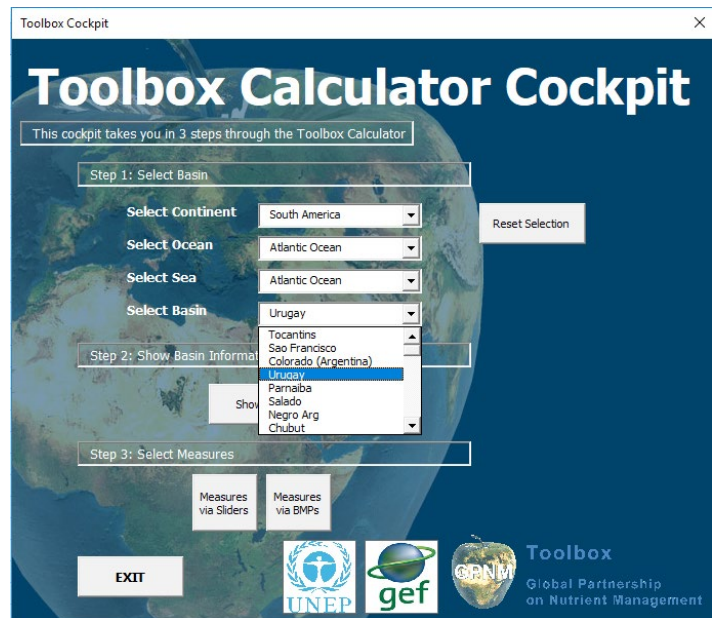 Toolbox Cockpit
Toolbox Calculator Cockpit
This cockpit takes you in 3 steps through the Toolbox Calculator
Step 1: Select Basin
Select Continent
South America
Reset Selection
Select Ocean
Atlantic Ocean
Select Sea
Atlantic Ocean
Select Basin
Urugay
Tocantins
Sao Francisco
Colorado (Argentina)
Urugay
Parnaiba
Salado
Negro Arg
Chubut
Step 2: Show Basin Informat
Show
Step 3: Select Measures
Measures
via Sliders
Measures
via BMPs
EXIT
UNEP
gef
GPNM
Toolbox
Global Partnership
on Nutrient Management